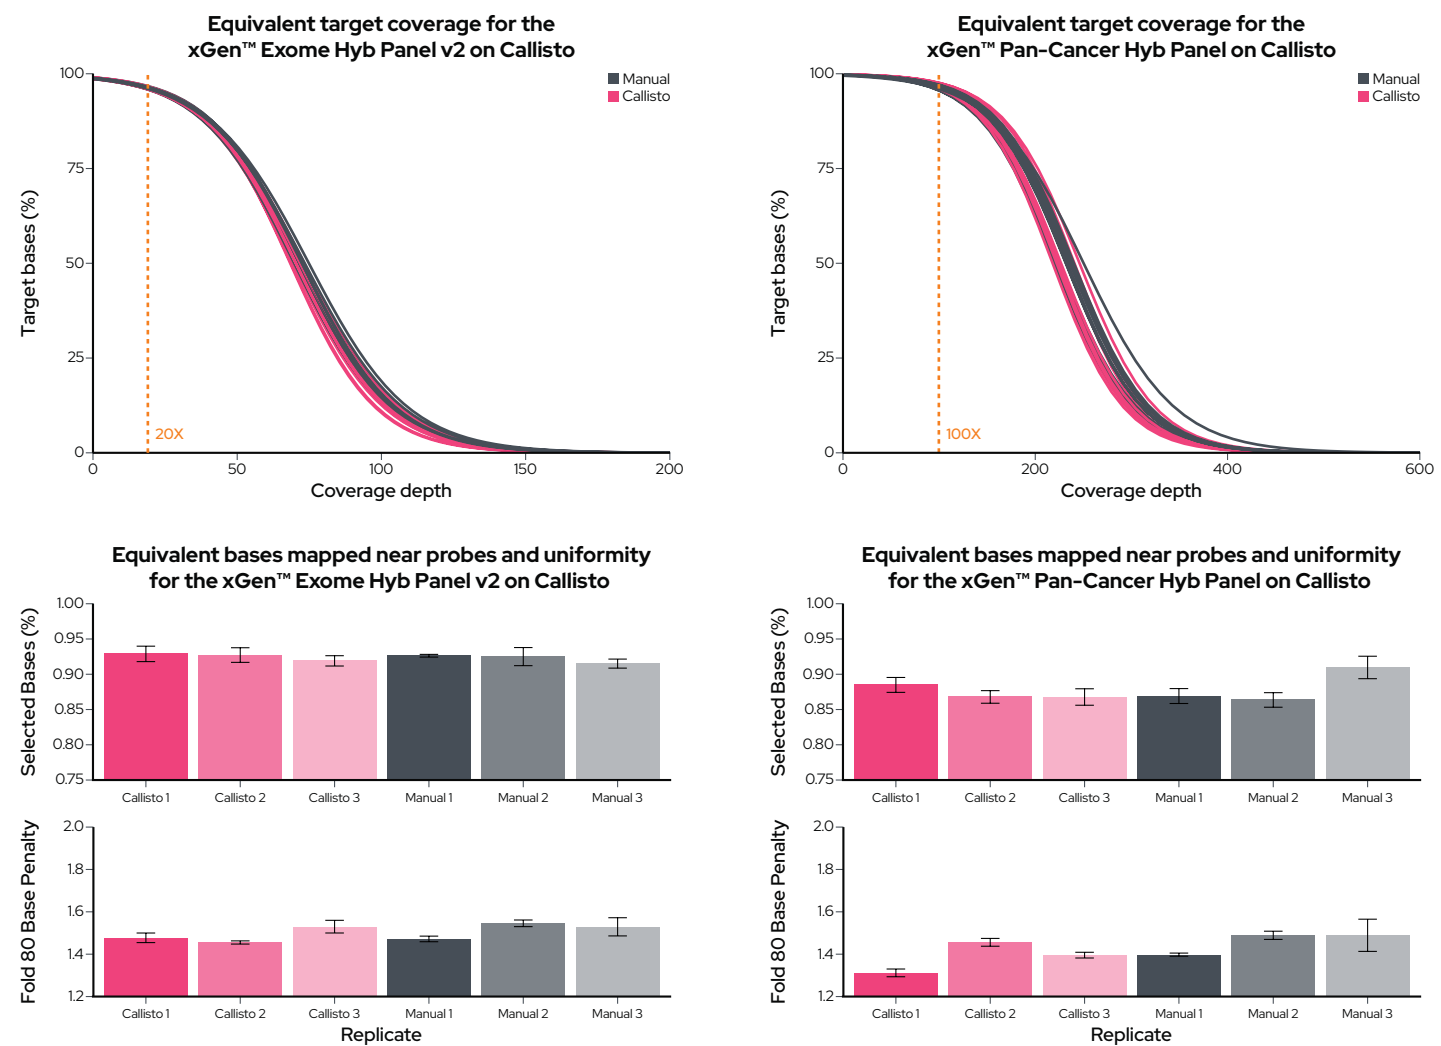 Equivalent target coverage for the
xGen™ Exome Hyb Panel v2 on Callisto
Manual
Callisto
Target bases (%)
100
75
50
25
0
20X
0 50 100 150 200
Coverage depth
Equivalent target coverage for the
xGen™ Pan-Cancer Hyb Panel on Callisto
Manual
Callisto
Target bases (%)
100
75
50
25
0
100X
0 200 400 600
Coverage depth
Equivalent bases mapped near probes and uniformity
for the xGen™ Exome Hyb Panel v2 on Callisto
Selected Bases (%)
1.00
0.95
0.90
0.85
0.80
0.75
Callisto 1 Callisto 2 Callisto 3 Manual 1 Manual 2 Manual 3
Fold 80 Base Penalty
2.0
1.8
1.6
1.4
1.2
Callisto 1 Callisto 2 Callisto 3 Manual 1 Manual 2 Manual 3
Replicate
Equivalent bases mapped near probes and uniformity
for the xGen™ Pan-Cancer Hyb Panel on Callisto
Selected Bases (%)
1.00
0.95
0.90
0.85
0.80
0.75
Callisto 1 Callisto 2 Callisto 3 Manual 1 Manual 2 Manual 3
Fold 80 Base Penalty
2.0
1.8
1.6
1.4
1.2
Callisto 1 Callisto 2 Callisto 3 Manual 1 Manual 2 Manual 3
Replicate